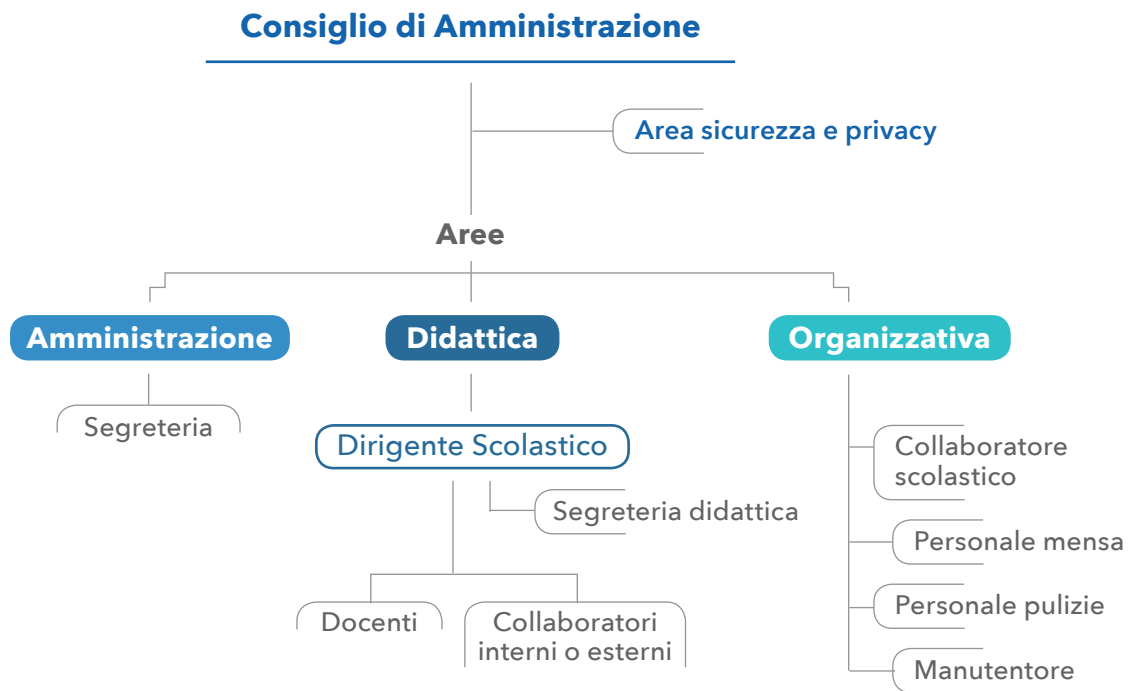 Consiglio di Amministrazione
Area sicurezza e privacy
Aree
Amministrazione
Didattica
Organizzativa
Segreteria
Dirigente Scolastico
Segreteria didattica
Docenti
Collaboratori
interni o esterni
Collaboratore
scolastico
Personale mensa
Personale pulizie
Manutentore